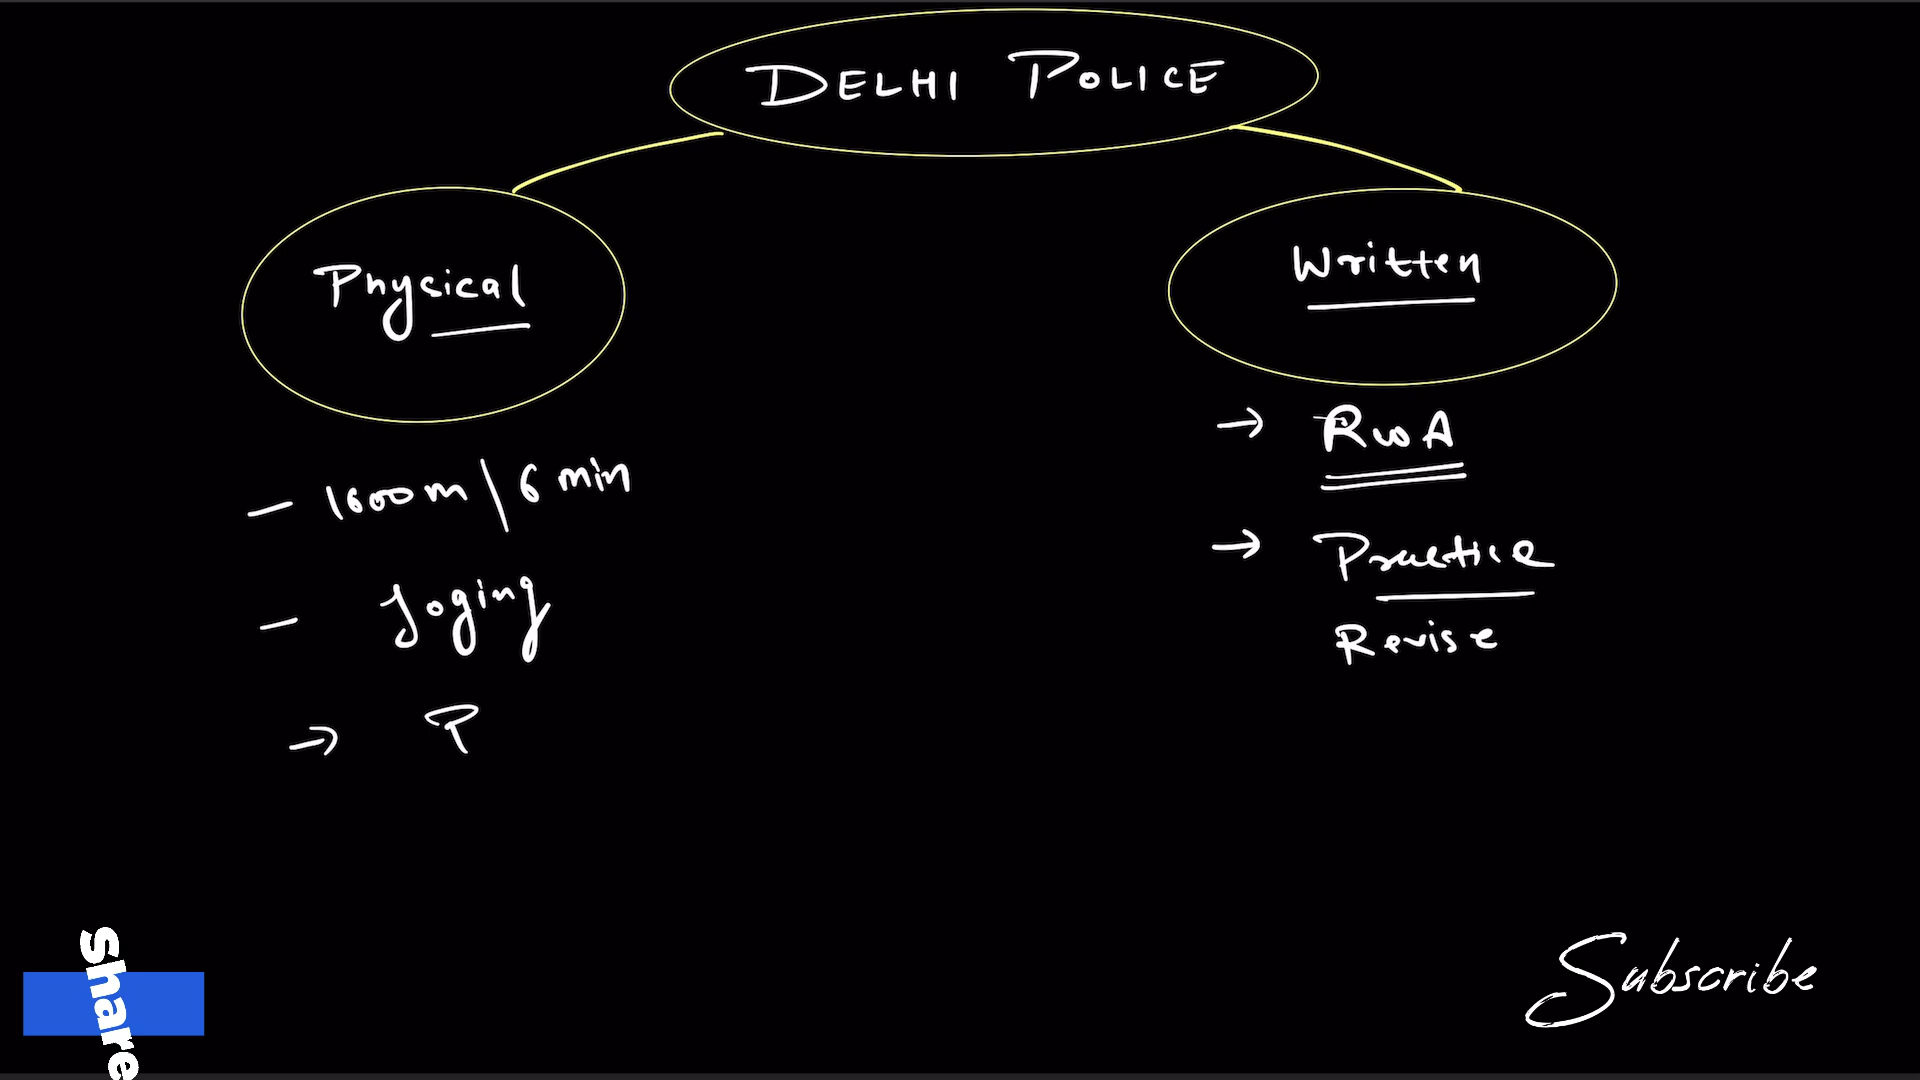 DELHI POLICE
Physical
- 1600m / 6 min
- Joging
→ P
Written
→ RWA
→ Practice
Revise
Share
Subscribe